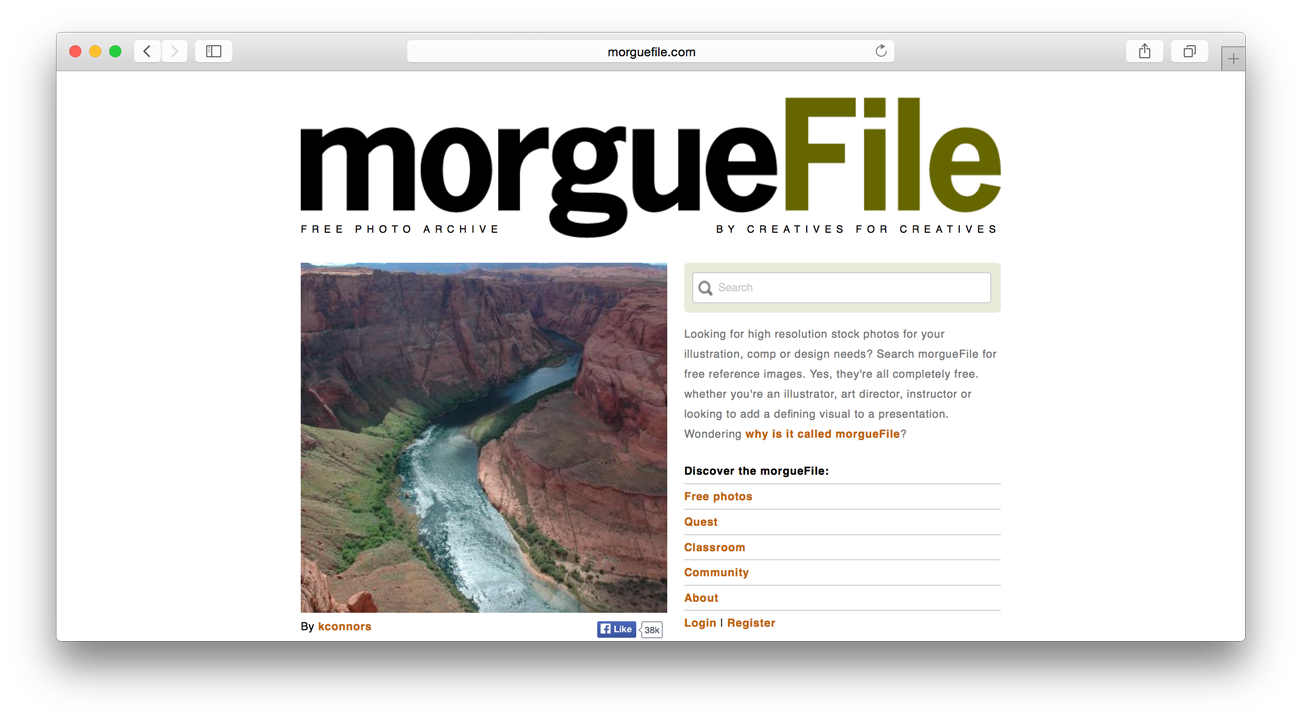 morguefile.com
morgueFile
FREE PHOTO ARCHIVE
BY CREATIVES FOR CREATIVES
Search
Looking for high resolution stock photos for your
illustration, comp or design needs? Search morgueFile for
free reference images. Yes, they're all completely free.
whether you're an illustrator, art director, instructor or
looking to add a defining visual to a presentation.
Wondering why is it called morgueFile?
Discover the morgueFile:
Free photos
Quest
Classroom
Community
About
Login | Register
By kconnors
Like 38k